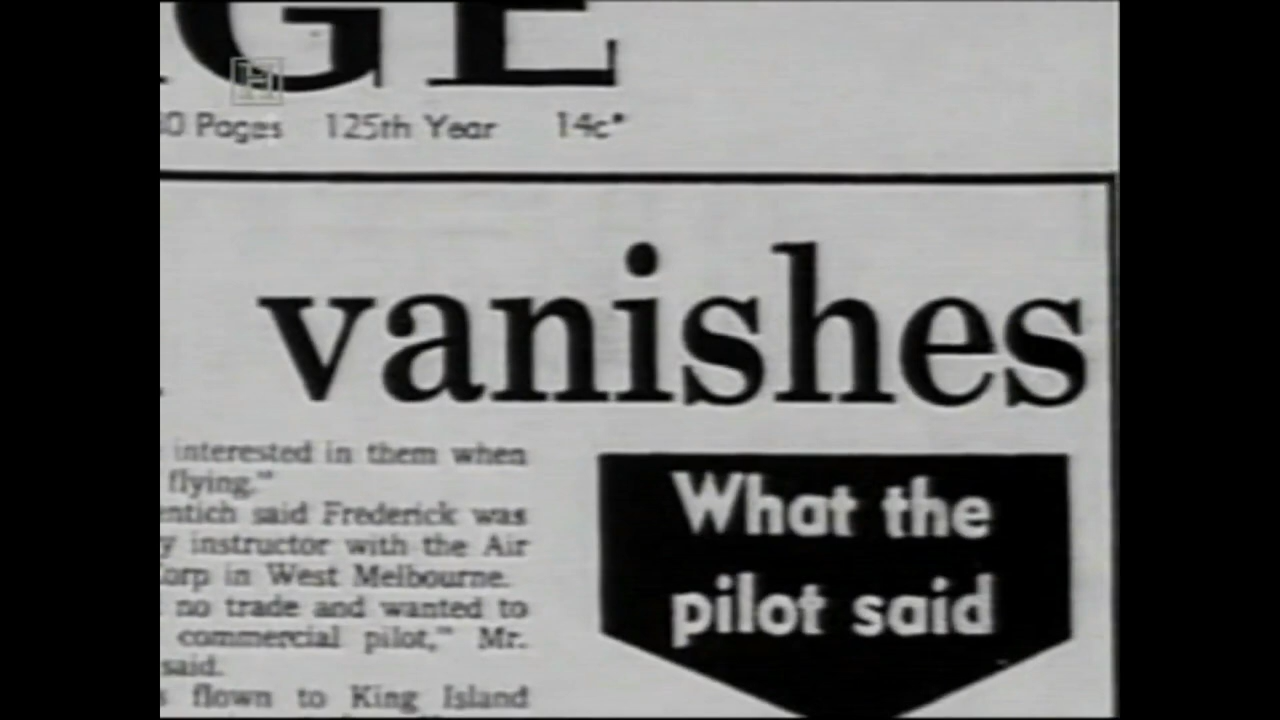 GE
H
Pages 125th Year 14c*
vanishes
interested in them when
flying."
entich said Frederick was
y instructor with the Air
orp in West Melbourne.
no trade and wanted to
commercial pilot," Mr.
said.
flown to King Island
What the
pilot said